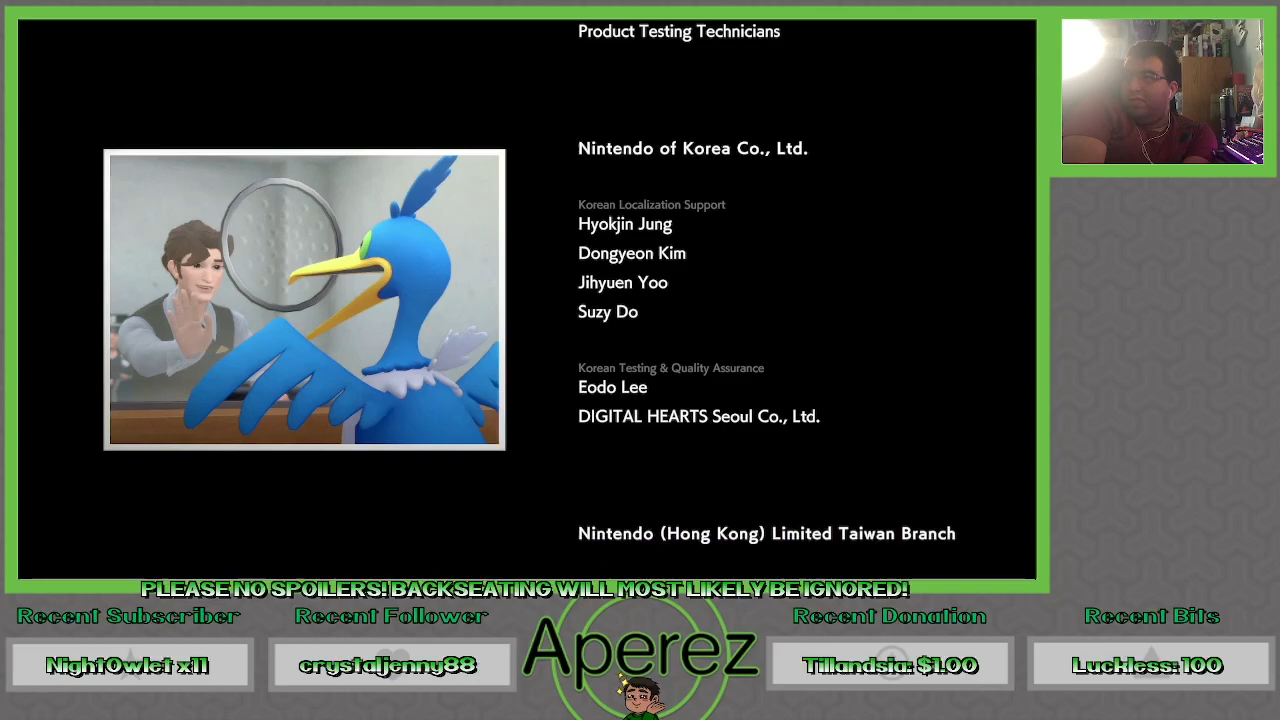 Product Testing Technicians
Nintendo of Korea Co., Ltd.
Korean Localization Support
Hyokjin Jung
Dongyeon Kim
Jihyuen Yoo
Suzy Do
Korean Testing & Quality Assurance
Eodo Lee
DIGITAL HEARTS Seoul Co., Ltd.
Nintendo (Hong Kong) Limited Taiwan Branch
PLEASE NO SPOILERS! BACKSEATING WILL MOST LIKELY BE IGNORED!
Recent Subscriber
NightOwlet x11
Recent Follower
crystaljenny88
Aperez
Recent Donation
Tillandsia: $1.00
Recent Bits
Luckless: 100